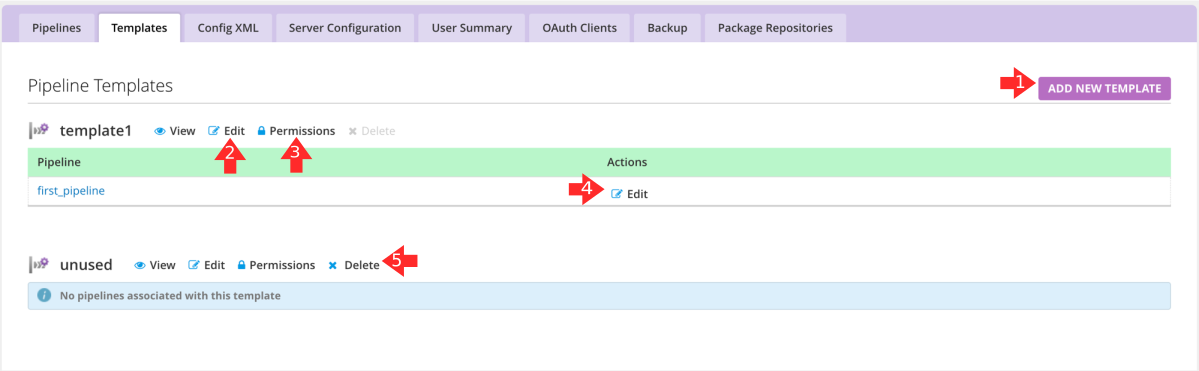 Pipelines Templates Config XML Server Configuration User Summary OAuth Clients Backup Package Repositories
Pipeline Templates 1 ADD NEW TEMPLATE
template1 View Edit Permissions Delete
2 3
Pipeline Actions
first_pipeline 4 Edit
unused View Edit Permissions Delete 5
No pipelines associated with this template